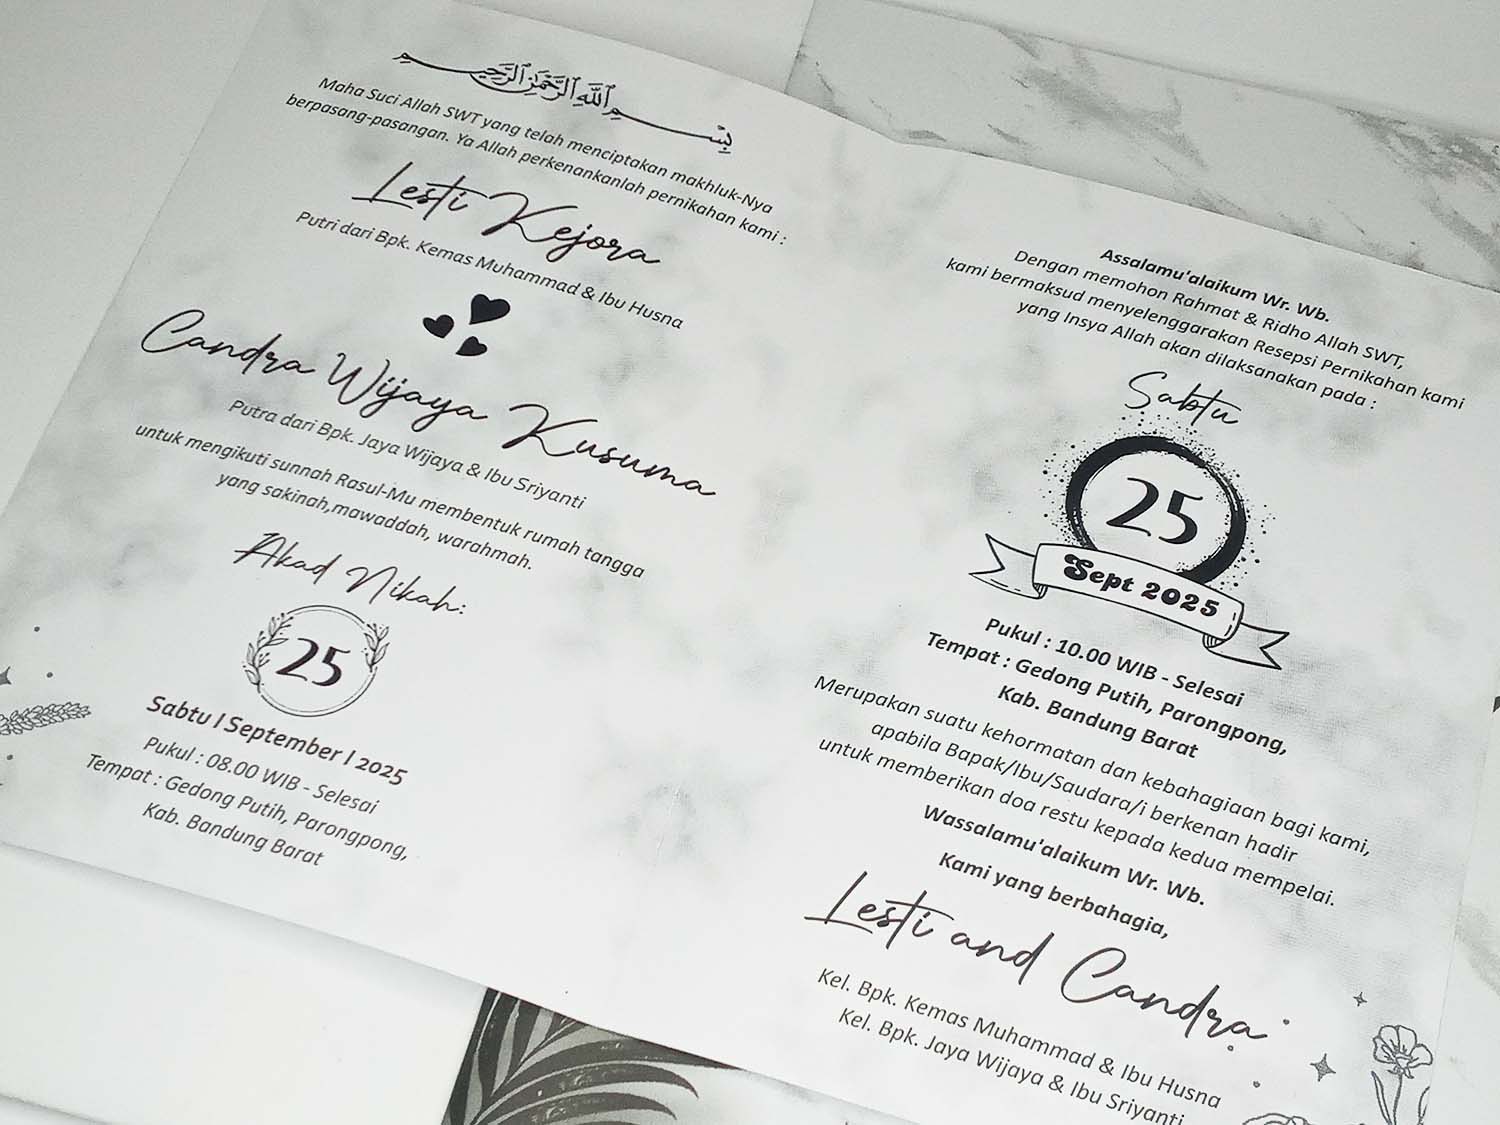 بِسْمِ اللَّهِ الرَّحْمَٰنِ الرَّحِيمِ
Maha Suci Allah SWT yang telah menciptakan makhluk-Nya
berpasang-pasangan. Ya Allah perkenankanlah pernikahan kami :
Lesti Kejora
Putri dari Bpk. Kemas Muhammad & Ibu Husna
Candra Wijaya Kusuma
Putra dari Bpk. Jaya Wijaya & Ibu Sriyanti
untuk mengikuti sunnah Rasul-Mu membentuk rumah tangga
yang sakinah,mawaddah, warahmah.
Akad Nikah:
25
Sabtu | September | 2025
Pukul : 08.00 WIB - Selesai
Tempat : Gedong Putih, Parongpong,
Kab. Bandung Barat
Assalamu'alaikum Wr. Wb.
Dengan memohon Rahmat & Ridho Allah SWT,
kami bermaksud menyelenggarakan Resepsi Pernikahan kami
yang Insya Allah akan dilaksanakan pada :
Sabtu
25
Sept 2025
Pukul : 10.00 WIB - Selesai
Tempat : Gedong Putih, Parongpong,
Kab. Bandung Barat
Merupakan suatu kehormatan dan kebahagiaan bagi kami,
apabila Bapak/Ibu/Saudara/i berkenan hadir
untuk memberikan doa restu kepada kedua mempelai.
Wassalamu'alaikum Wr. Wb.
Kami yang berbahagia,
Lesti and Candra
Kel. Bpk. Kemas Muhammad & Ibu Husna
Kel. Bpk. Jaya Wijaya & Ibu Sriyanti